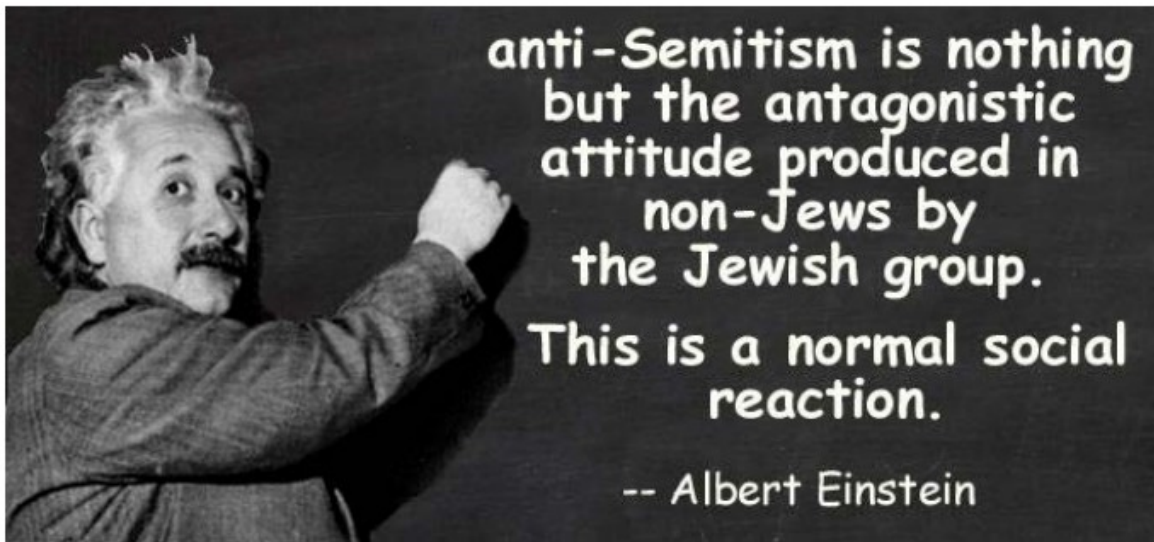 anti-Semitism is nothing
but the antagonistic
attitude produced in
non-Jews by
the Jewish group.
This is a normal social
reaction.
-- Albert Einstein